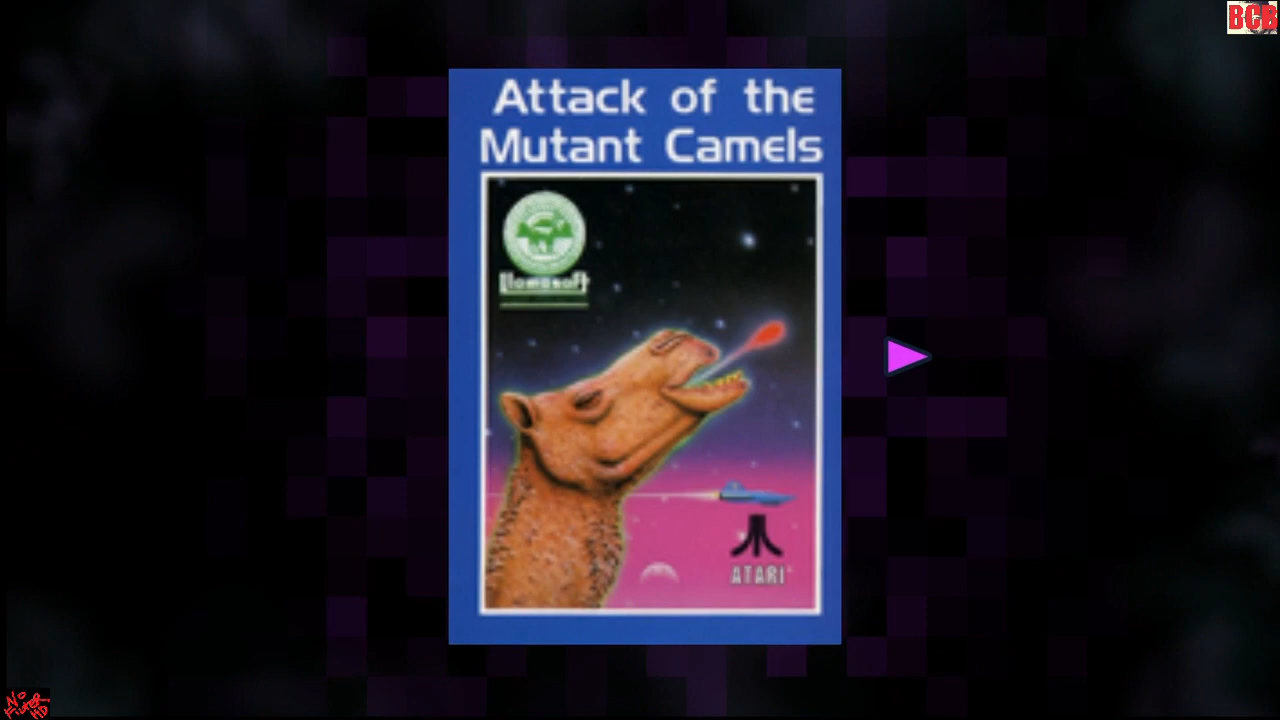 BCB
Attack of the
Mutant Camels
Llamasoft
ATARI